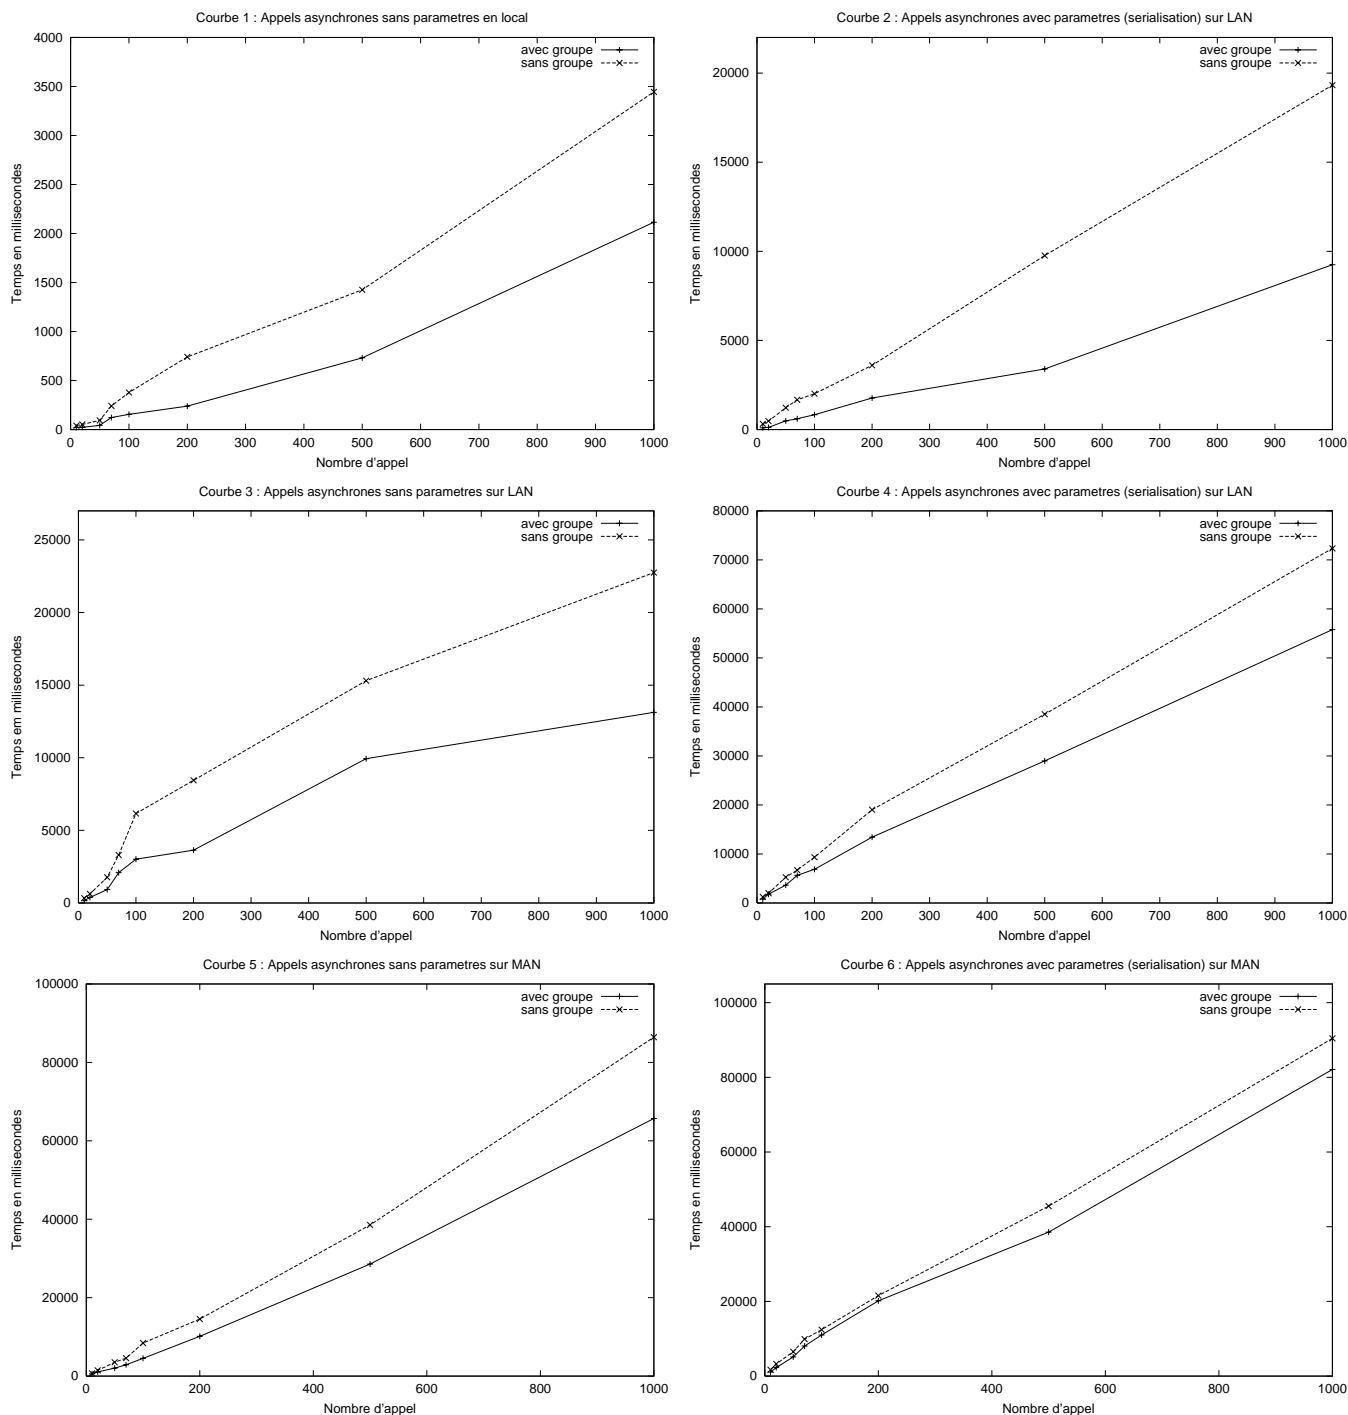 Courbe 1 : Appels asynchrones sans parametres en local
4000
3500
3000
2500
2000
1500
1000
500
0
Temps en millisecondes
avec groupe
sans groupe
0 100 200 300 400 500 600 700 800 900 1000
Nombre d'appel
Courbe 2 : Appels asynchrones avec parametres (serialisation) sur LAN
20000
15000
10000
5000
0
Temps en millisecondes
avec groupe
sans groupe
0 100 200 300 400 500 600 700 800 900 1000
Nombre d'appel
Courbe 3 : Appels asynchrones sans parametres sur LAN
25000
20000
15000
10000
5000
0
Temps em millisecondes
avec groupe
sans groupe
0 100 200 300 400 500 600 700 800 900 1000
Nombre d'appel
Courbe 4 : Appels asynchrones avec parametres (serialisation) sur LAN
80000
70000
60000
50000
40000
30000
20000
10000
0
Temps en millisecondes
avec groupe
sans groupe
0 100 200 300 400 500 600 700 800 900 1000
Nombre d'appel
Courbe 5 : Appels asynchrones sans parametres sur MAN
100000
80000
60000
40000
20000
0
Temps en millisecondes
avec groupe
sans groupe
0 200 400 600 800 1000
Nombre d'appel
Courbe 6 : Appels asynchrones avec parametres (serialisation) sur MAN
100000
80000
60000
40000
20000
0
Temps en millisecondes
avec groupe
sans groupe
0 200 400 600 800 1000
Nombre d'appel